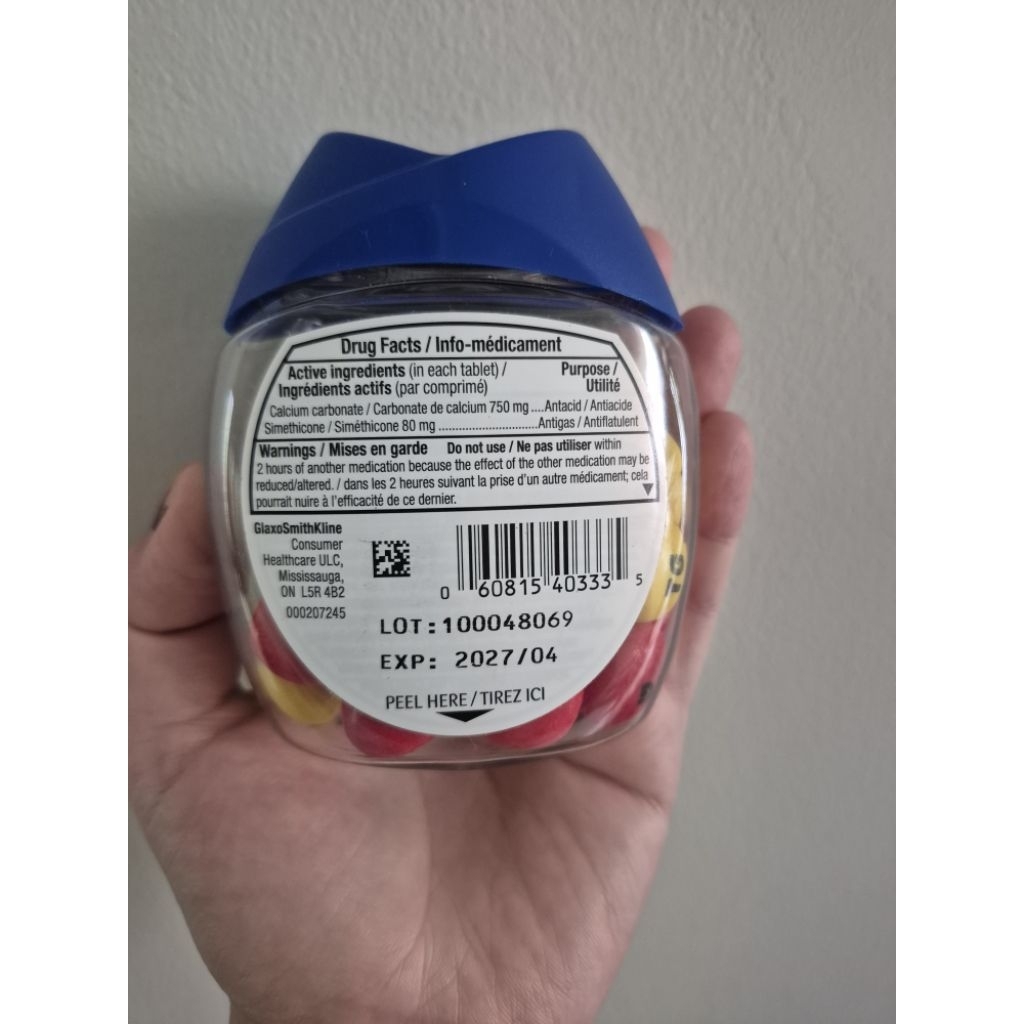 Drug Facts / Info-médicament
Active ingredients (in each tablet) / Purpose /
Ingrédients actifs (par comprimé) Utilité
Calcium carbonate / Carbonate de calcium 750 mg ....Antacid / Antiacide
Simethicone / Siméthicone 80 mg ..............................Antigas / Antiflatulent
Warnings / Mises en garde Do not use / Ne pas utiliser within
2 hours of another medication because the effect of the other medication may be
reduced/altered. / dans les 2 heures suivant la prise d'un autre médicament; cela
pourrait nuire à l'efficacité de ce dernier.
GlaxoSmithKline
Consumer
Healthcare ULC,
Mississauga,
ON L5R 4B2
000207245
0 60815 40333 5
LOT:100048069
EXP: 2027/04
PEEL HERE / TIREZ ICI